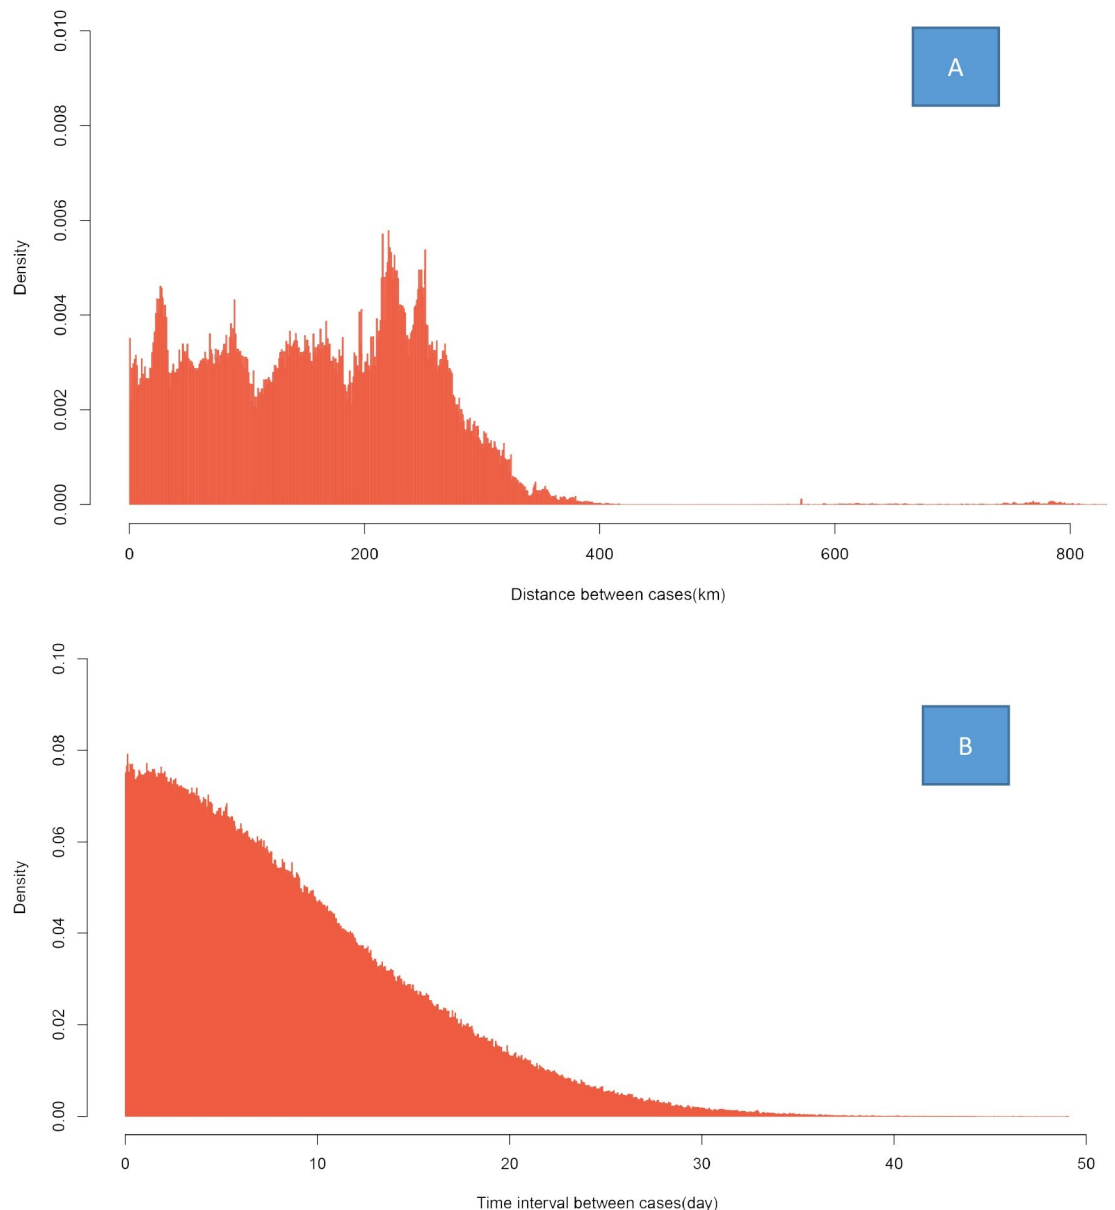 A
0.010
0.008
0.006
0.004
0.002
0.000
Density
0 200 400 600 800
Distance between cases(km)
B
0.10
0.08
0.06
0.04
0.02
0.00
Density
0 10 20 30 40 50
Time interval between cases(day)